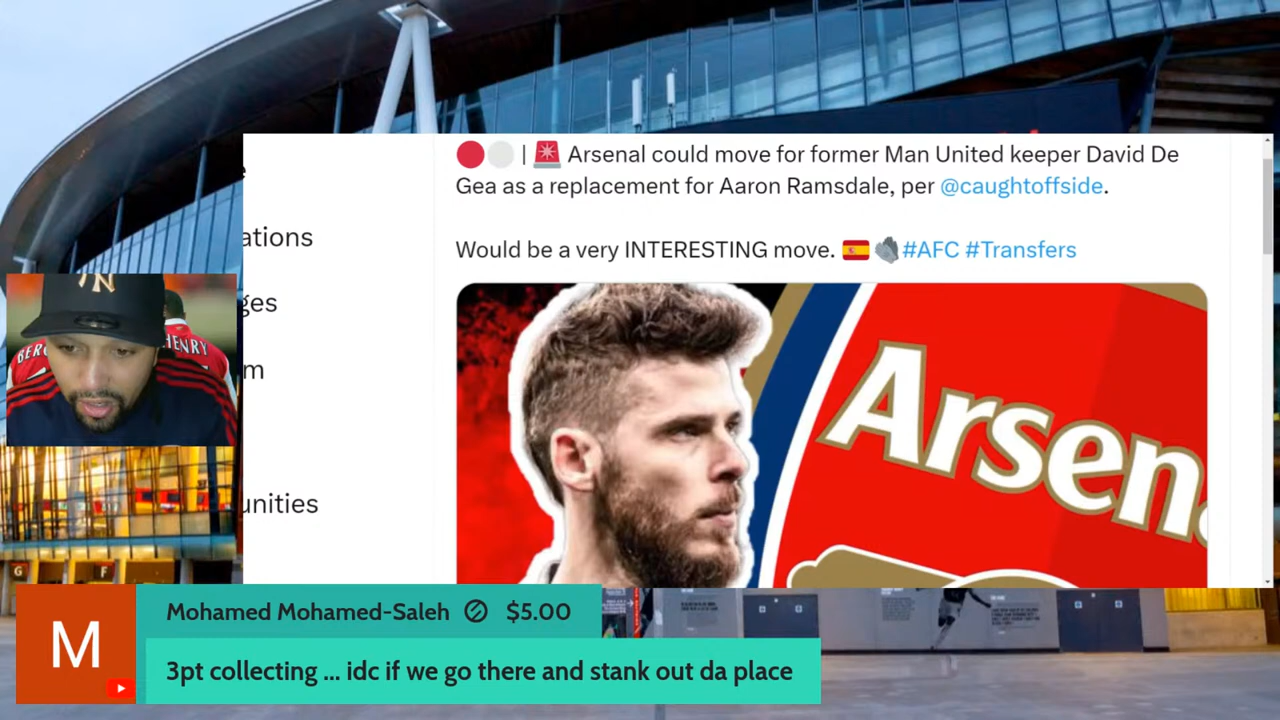 🔴⚪ | 🚨 Arsenal could move for former Man United keeper David De
Gea as a replacement for Aaron Ramsdale, per @caughtoffside.
Would be a very INTERESTING move. 🇪🇸🧤#AFC #Transfers
ations
ges
m
unities
HENRY
BER
Arsen
G
F
M
Mohamed Mohamed-Saleh $5.00
3pt collecting ... idc if we go there and stank out da place